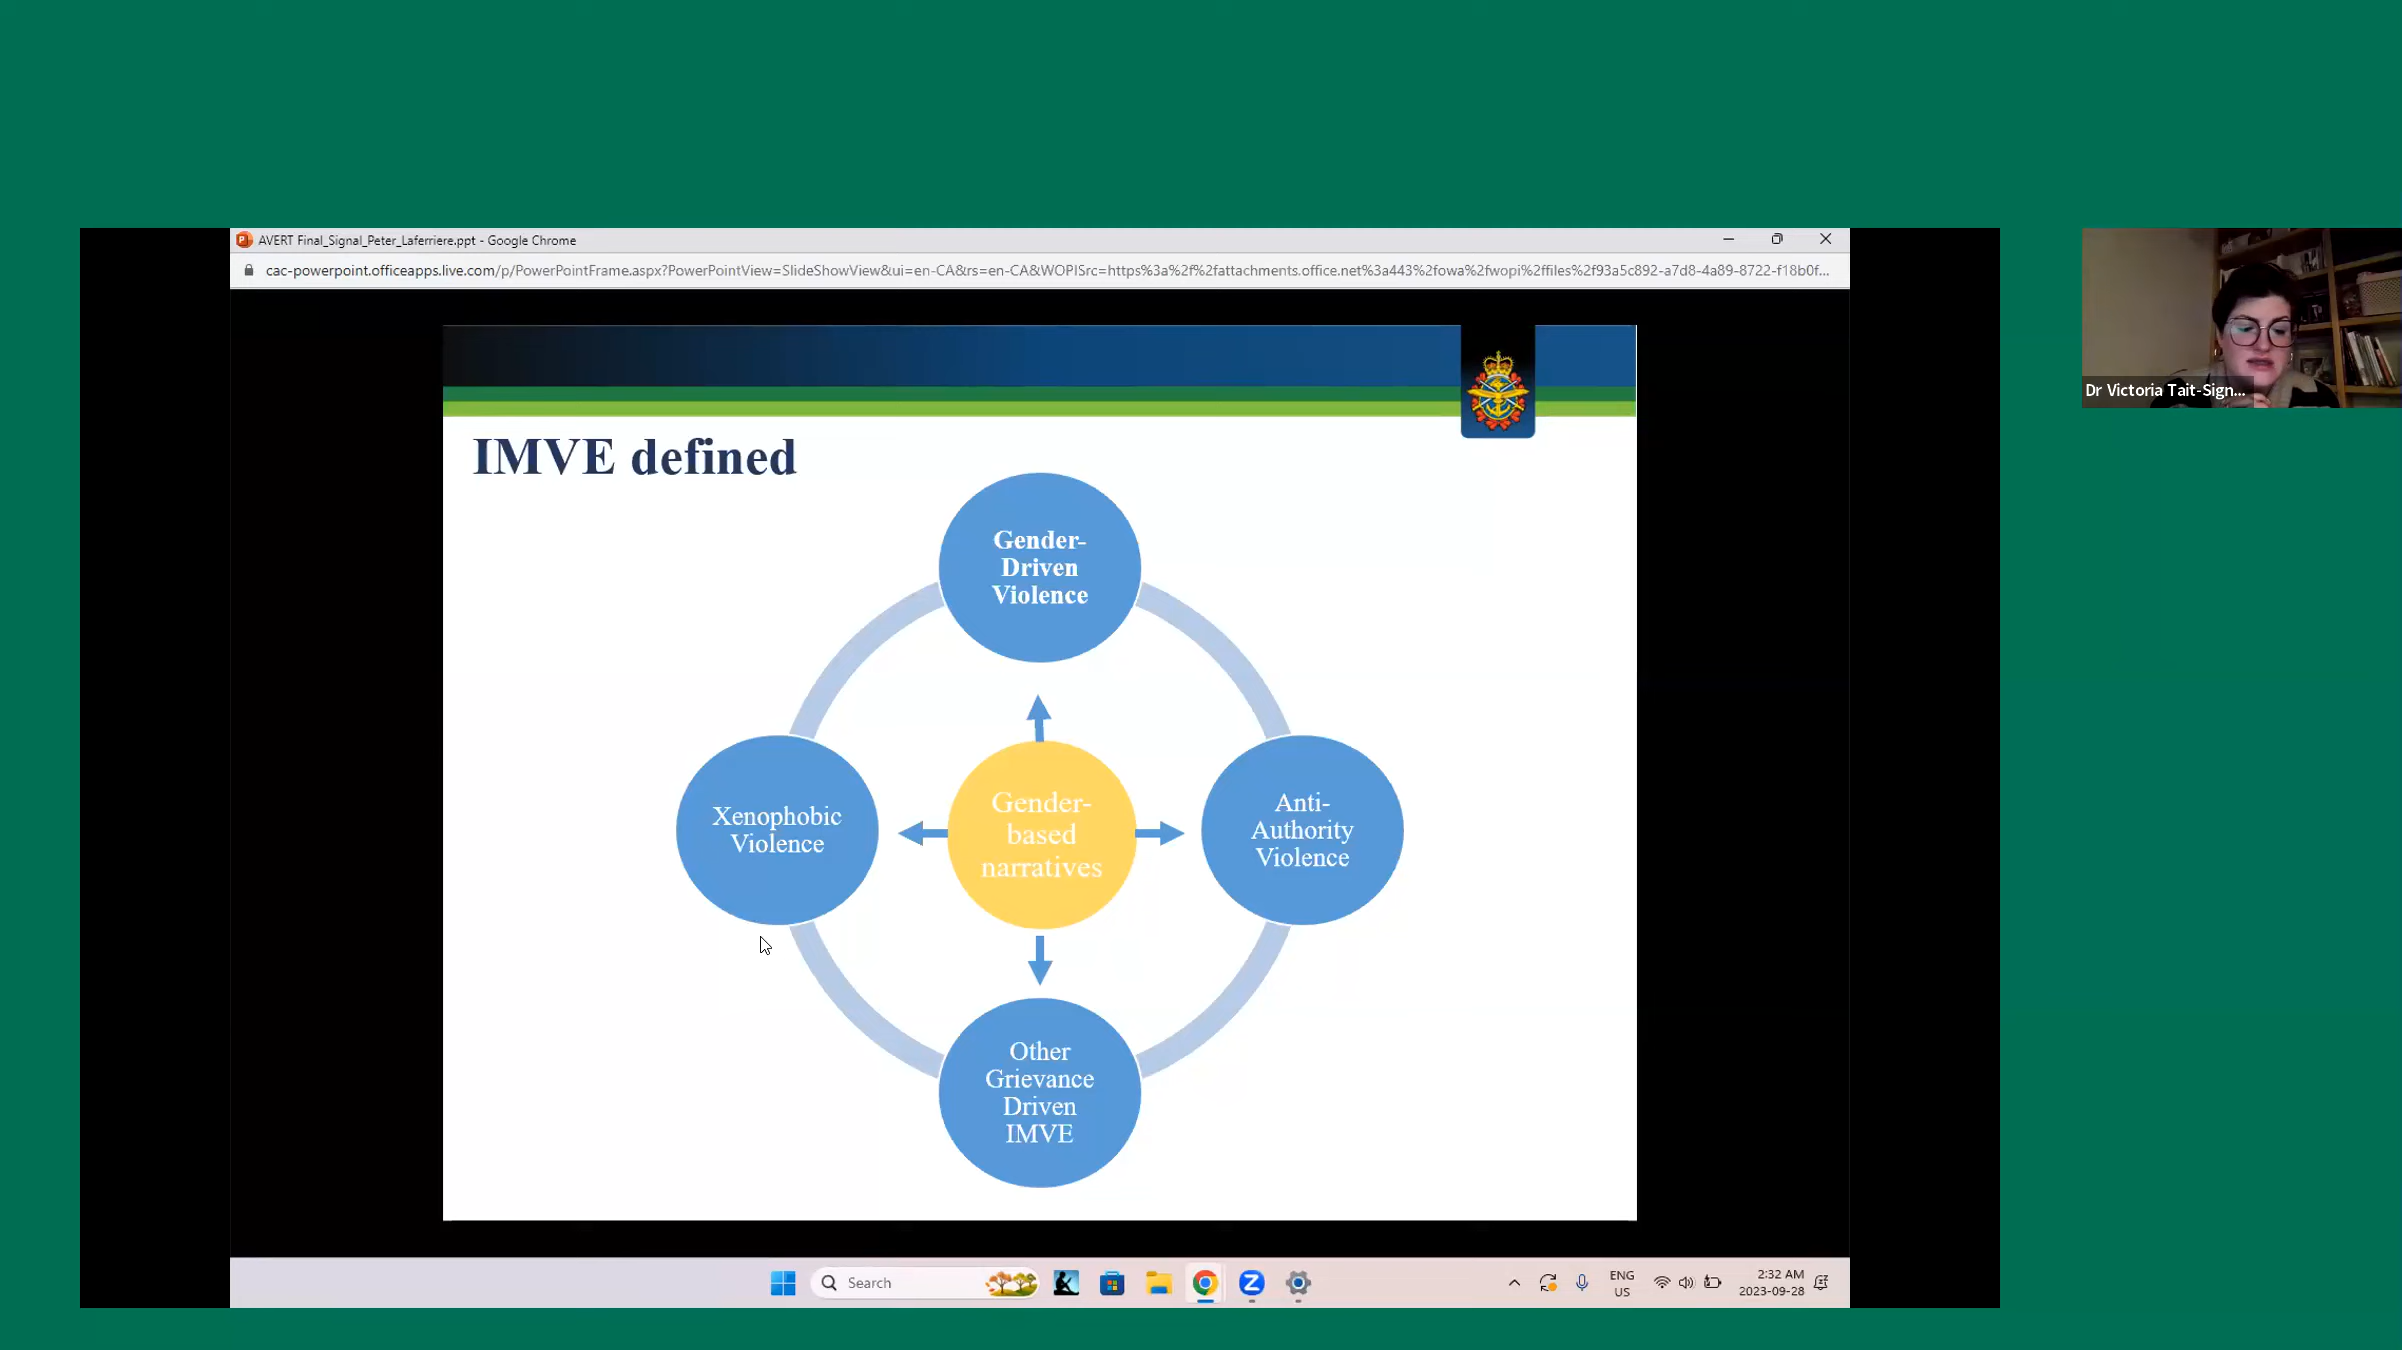 AVERT Final_Signal_Peter_Laferriere.ppt - Google Chrome
cac-powerpoint.officeapps.live.com/p/PowerPointFrame.aspx?PowerPointView=SlideShowView&ui=en-CA&rs=en-CA&WOPISrc=https%3a%2f%2fattachments.office.net%3a443%2fowa%2fwopi%2ffiles%2f93a5c892-a7d8-4a89-8722-f18b0f...
Dr Victoria Tait-Sign...
IMVE defined
Gender-
Driven
Violence
Xenophobic
Violence
Gender-
based
narratives
Anti-
Authority
Violence
Other
Grievance
Driven
IMVE
Search
ENG
US
2:32 AM
2023-09-28